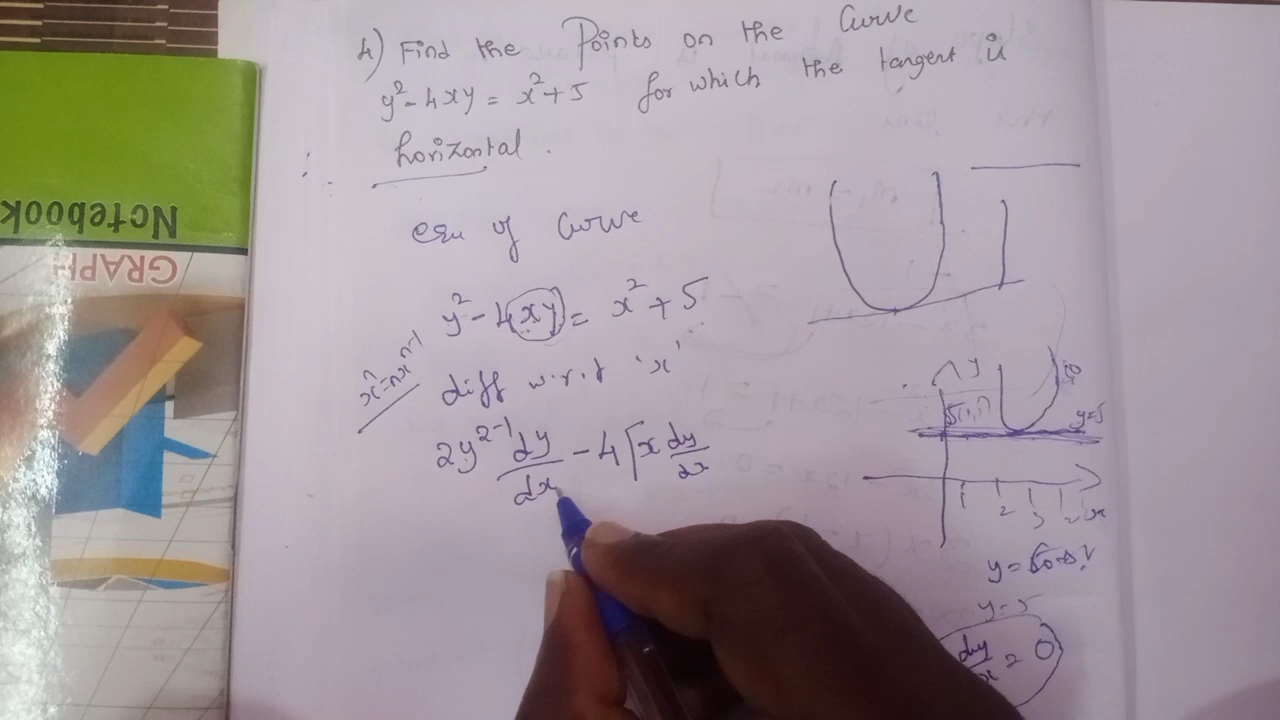 4) Find the Points on the Curve
y² - 4xy = x² + 5 for which the tangent is
horizontal.
eqn of Curve
y² - 4xy = x² + 5
xⁿ = nxⁿ⁻¹
diff w.r.t 'x'
2y²⁻¹ dy/dx - 4[x dy/dx
y
y=5
1 2 3
y =
y = 5
dy/dx = 0
Notebook
GRAPH